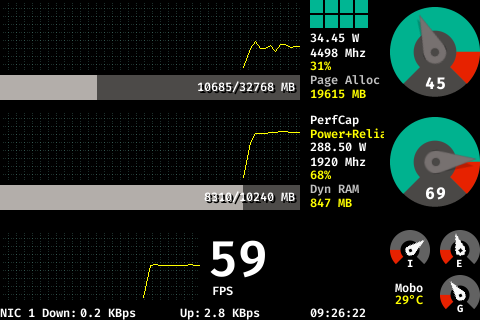 34.45 W
4498 Mhz
31%
Page Alloc
19615 MB
10685/32768 MB
45
PerfCap
Power+Relia
288.50 W
1920 Mhz
68%
Dyn RAM
847 MB
8310/10240 MB
69
59
FPS
I
E
Mobo
29°C
G
NIC 1 Down: 0.2 KBps Up: 2.8 KBps 09:26:22